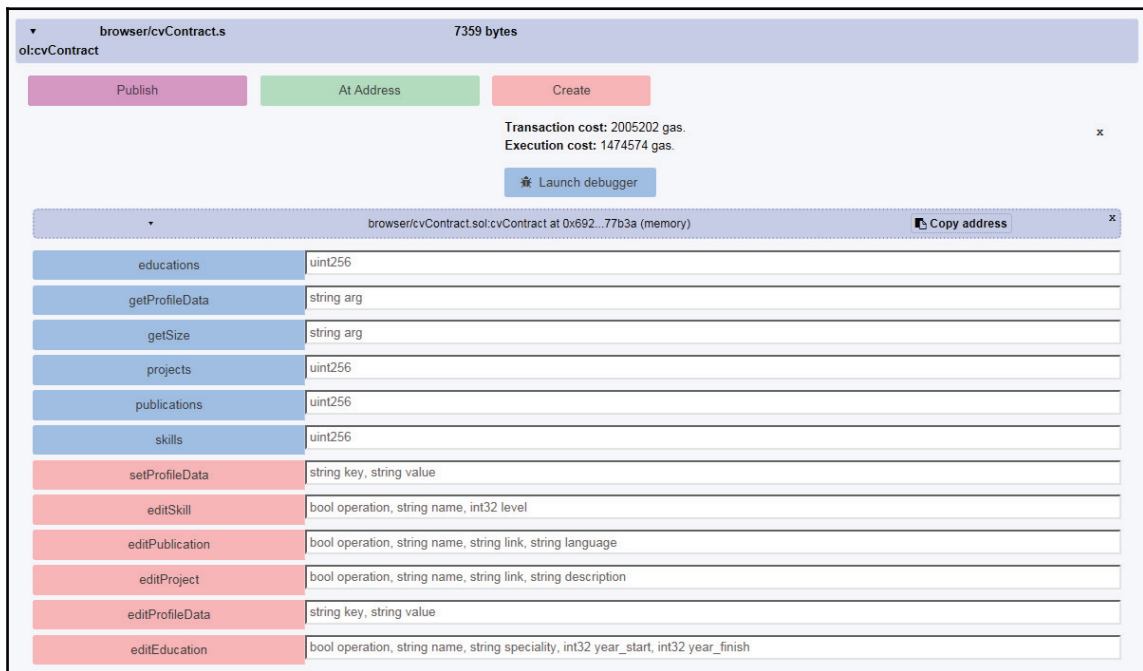 browser/cvContract.s 7359 bytes
ol:cvContract
Publish At Address Create
Transaction cost: 2005202 gas. x
Execution cost: 1474574 gas.
Launch debugger
browser/cvContract.sol:cvContract at 0x692...77b3a (memory) Copy address x
educations uint256
getProfileData string arg
getSize string arg
projects uint256
publications uint256
skills uint256
setProfileData string key, string value
editSkill bool operation, string name, int32 level
editPublication bool operation, string name, string link, string language
editProject bool operation, string name, string link, string description
editProfileData string key, string value
editEducation bool operation, string name, string speciality, int32 year_start, int32 year_finish